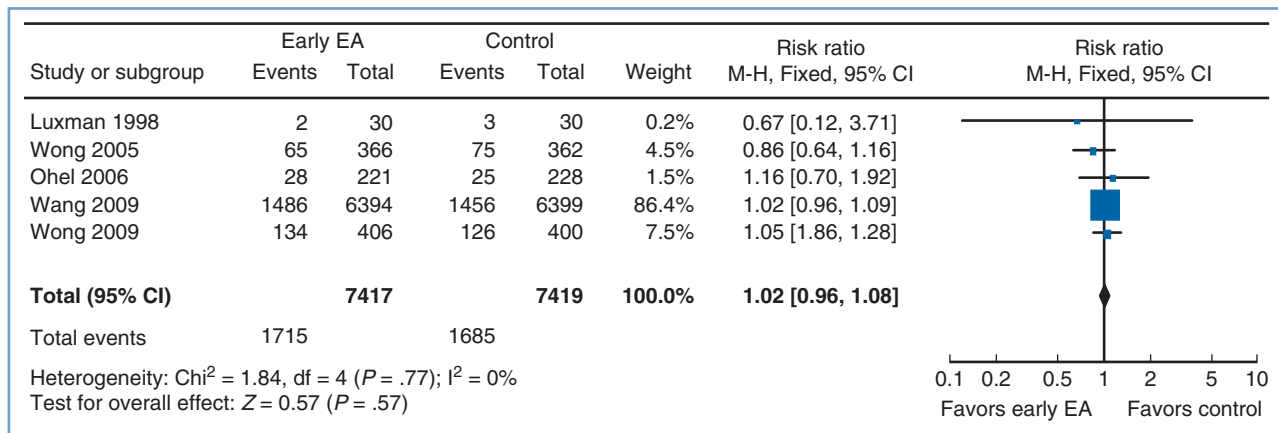 Early EA Control Risk ratio Risk ratio
Study or subgroup Events Total Events Total Weight M-H, Fixed, 95% CI M-H, Fixed, 95% CI
Luxman 1998 2 30 3 30 0.2% 0.67 [0.12, 3.71]
Wong 2005 65 366 75 362 4.5% 0.86 [0.64, 1.16]
Ohel 2006 28 221 25 228 1.5% 1.16 [0.70, 1.92]
Wang 2009 1486 6394 1456 6399 86.4% 1.02 [0.96, 1.09]
Wong 2009 134 406 126 400 7.5% 1.05 [1.86, 1.28]
Total (95% CI) 7417 7419 100.0% 1.02 [0.96, 1.08]
Total events 1715 1685
Heterogeneity: Chi² = 1.84, df = 4 (P = .77); I² = 0%
Test for overall effect: Z = 0.57 (P = .57)
0.1 0.2 0.5 1 2 5 10
Favors early EA Favors control